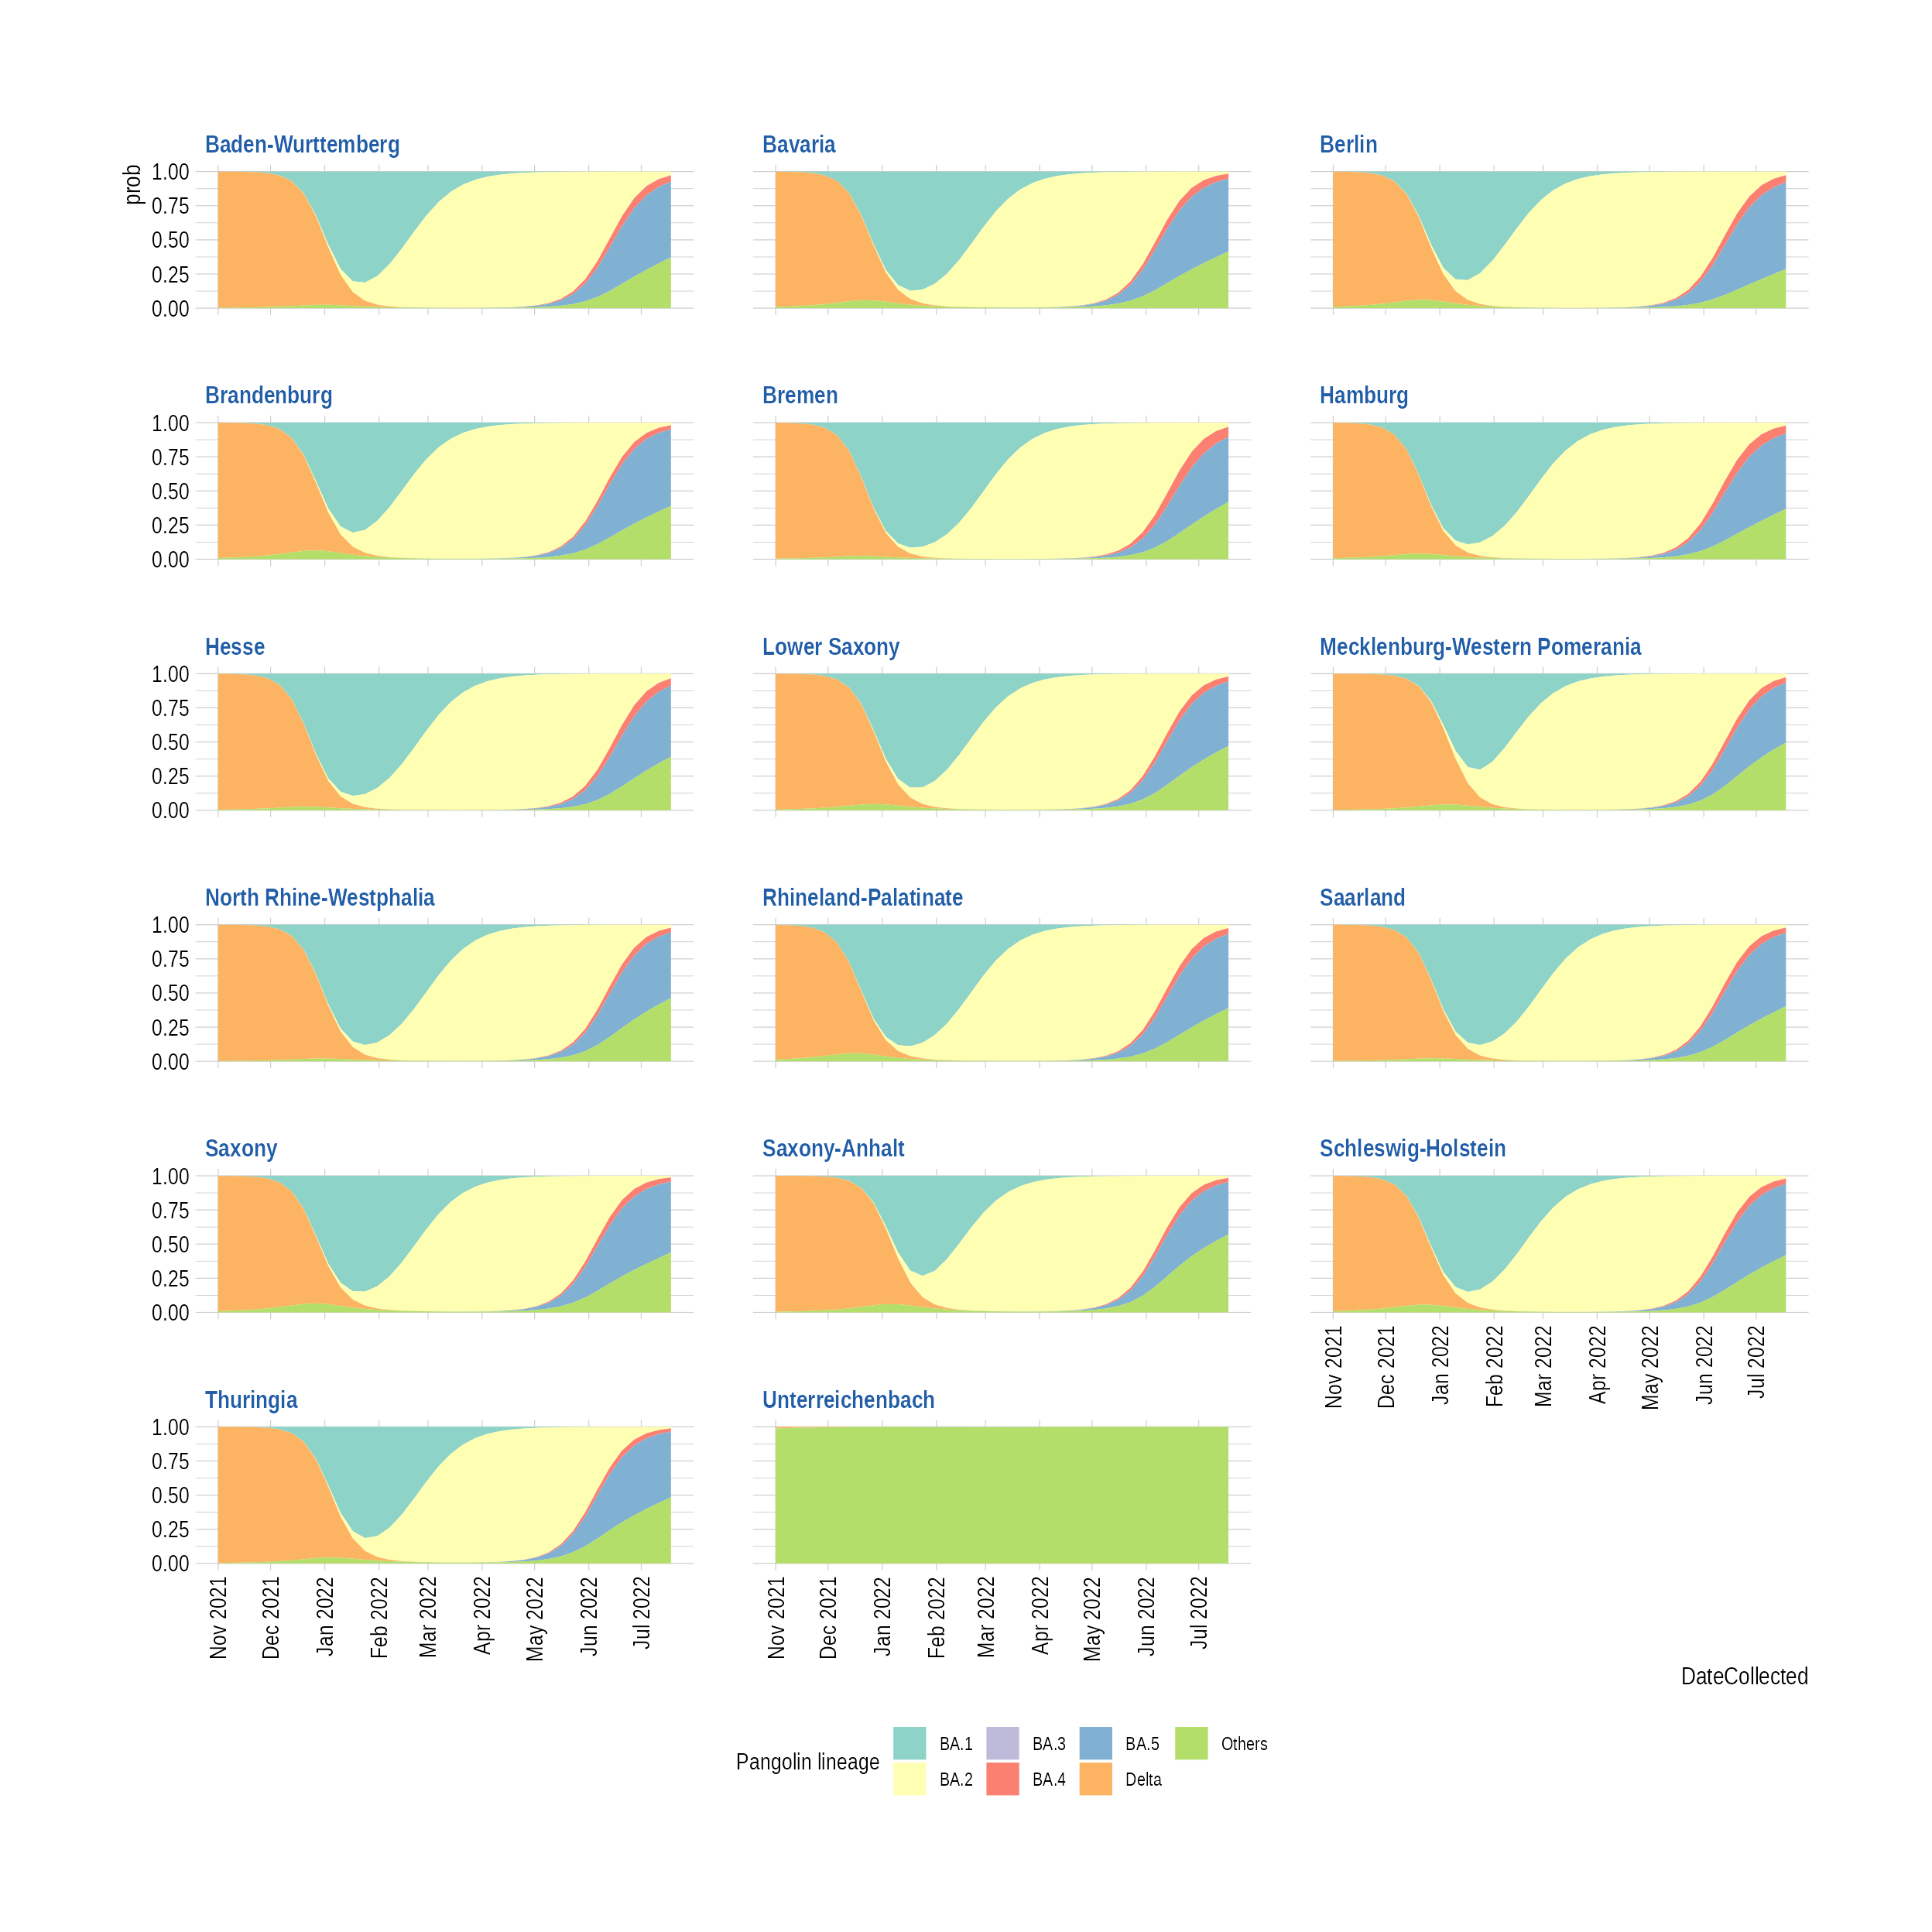 Baden-Wurttemberg
Bavaria
Berlin
prob
1.00
0.75
0.50
0.25
0.00
Brandenburg
Bremen
Hamburg
1.00
0.75
0.50
0.25
0.00
Hesse
Lower Saxony
Mecklenburg-Western Pomerania
1.00
0.75
0.50
0.25
0.00
North Rhine-Westphalia
Rhineland-Palatinate
Saarland
1.00
0.75
0.50
0.25
0.00
Saxony
Saxony-Anhalt
Schleswig-Holstein
1.00
0.75
0.50
0.25
0.00
Nov 2021
Dec 2021
Jan 2022
Feb 2022
Mar 2022
Apr 2022
May 2022
Jun 2022
Jul 2022
Thuringia
Unterreichenbach
1.00
0.75
0.50
0.25
0.00
Nov 2021
Dec 2021
Jan 2022
Feb 2022
Mar 2022
Apr 2022
May 2022
Jun 2022
Jul 2022
Nov 2021
Dec 2021
Jan 2022
Feb 2022
Mar 2022
Apr 2022
May 2022
Jun 2022
Jul 2022
DateCollected
Pangolin lineage
BA.1
BA.3
BA.5
Others
BA.2
BA.4
Delta